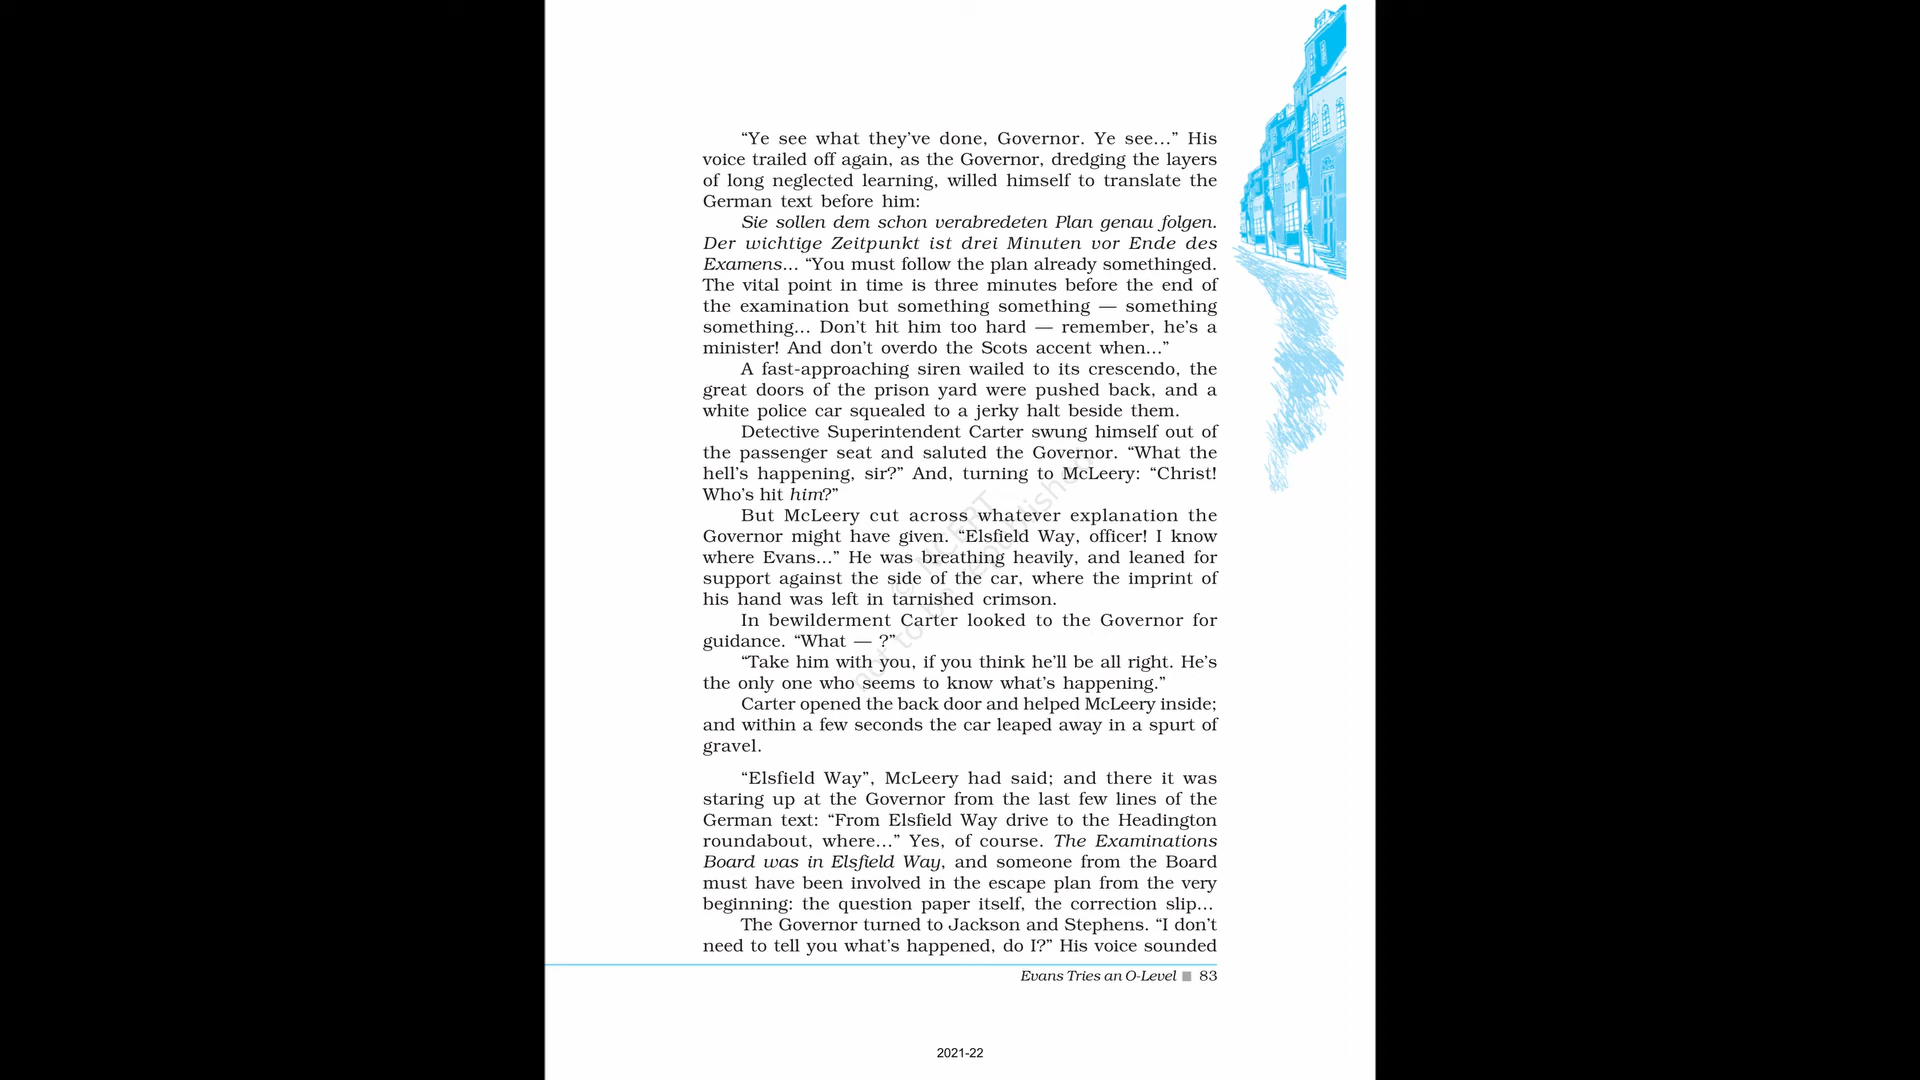 “Ye see what they’ve done, Governor. Ye see...” His
voice trailed off again, as the Governor, dredging the layers
of long neglected learning, willed himself to translate the
German text before him:
Sie sollen dem schon verabredeten Plan genau folgen.
Der wichtige Zeitpunkt ist drei Minuten vor Ende des
Examens... “You must follow the plan already somethinged.
The vital point in time is three minutes before the end of
the examination but something something — something
something... Don’t hit him too hard — remember, he’s a
minister! And don’t overdo the Scots accent when...”
A fast-approaching siren wailed to its crescendo, the
great doors of the prison yard were pushed back, and a
white police car squealed to a jerky halt beside them.
Detective Superintendent Carter swung himself out of
the passenger seat and saluted the Governor. “What the
hell’s happening, sir?” And, turning to McLeery: “Christ!
Who’s hit him?”
But McLeery cut across whatever explanation the
Governor might have given. “Elsfield Way, officer! I know
where Evans...” He was breathing heavily, and leaned for
support against the side of the car, where the imprint of
his hand was left in tarnished crimson.
In bewilderment Carter looked to the Governor for
guidance. “What — ?”
“Take him with you, if you think he’ll be all right. He’s
the only one who seems to know what’s happening.”
Carter opened the back door and helped McLeery inside;
and within a few seconds the car leaped away in a spurt of
gravel.
“Elsfield Way”, McLeery had said; and there it was
staring up at the Governor from the last few lines of the
German text: “From Elsfield Way drive to the Headington
roundabout, where...” Yes, of course. The Examinations
Board was in Elsfield Way, and someone from the Board
must have been involved in the escape plan from the very
beginning: the question paper itself, the correction slip...
The Governor turned to Jackson and Stephens. “I don’t
need to tell you what’s happened, do I?” His voice sounded
Evans Tries an O-Level ■ 83
2021-22
© NCERT
not to be republished